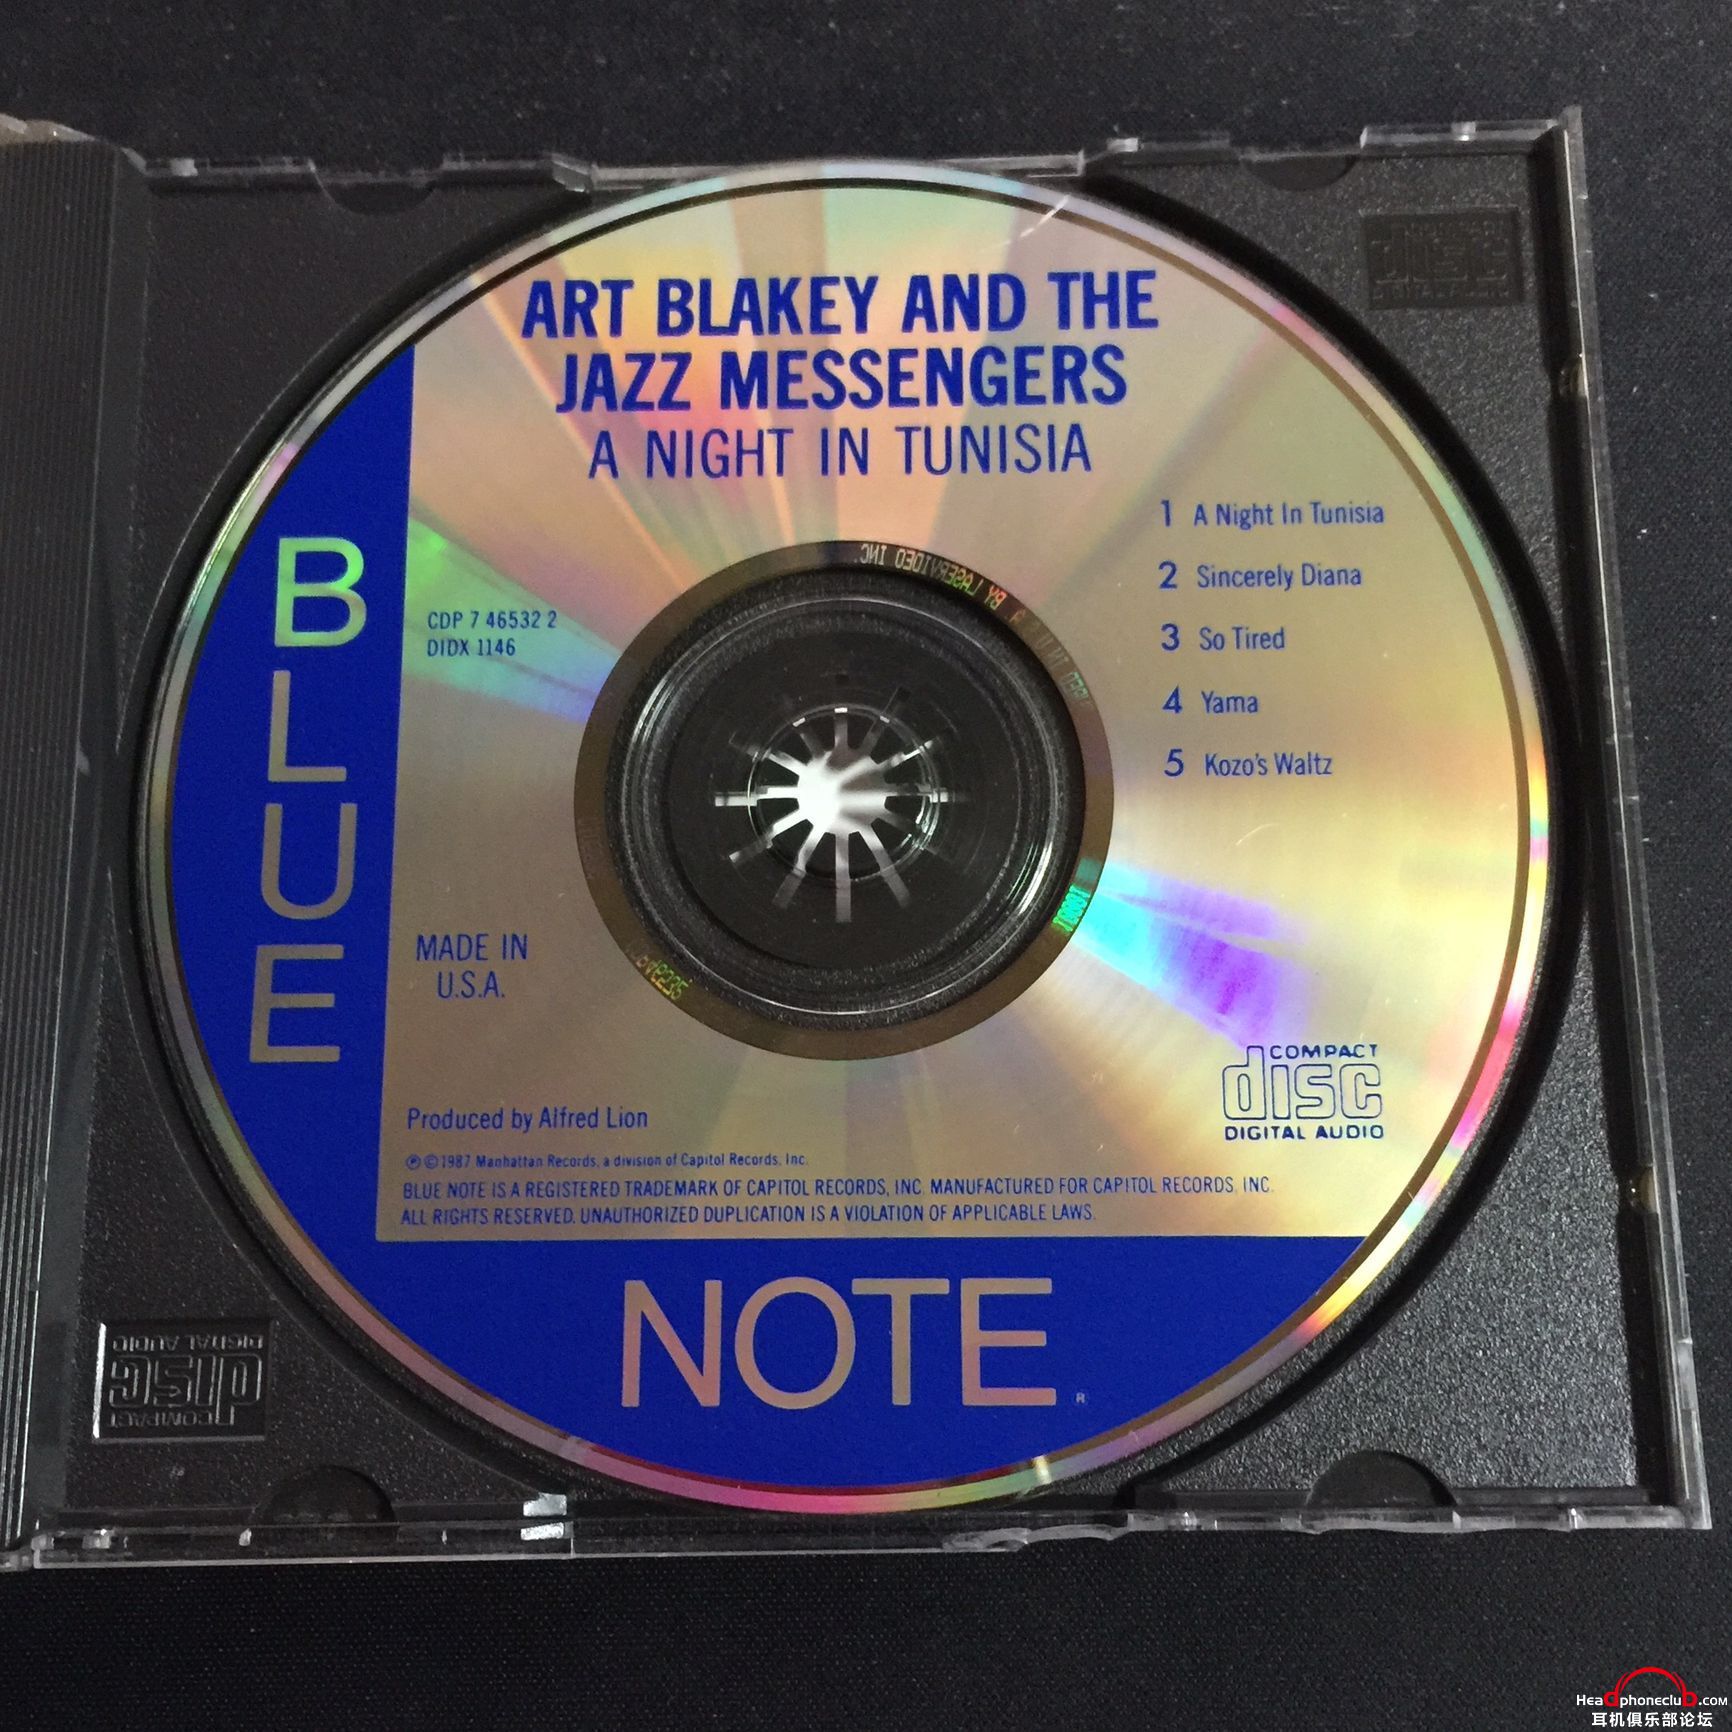 ART BLAKEY AND THE
JAZZ MESSENGERS
A NIGHT IN TUNISIA
1 A Night In Tunisia
2 Sincerely Diana
3 So Tired
4 Yama
5 Kozo's Waltz
CDP 7 46532 2
DIDX 1146
BY LASERVIDEO INC.
BLUE
MADE IN
U.S.A.
COMPACT
disc
DIGITAL AUDIO
Produced by Alfred Lion
℗ © 1987 Manhattan Records, a division of Capitol Records, Inc.
BLUE NOTE IS A REGISTERED TRADEMARK OF CAPITOL RECORDS, INC. MANUFACTURED FOR CAPITOL RECORDS, INC.
ALL RIGHTS RESERVED. UNAUTHORIZED DUPLICATION IS A VIOLATION OF APPLICABLE LAWS.
NOTE®
COMPACT
disc
DIGITAL AUDIO
Headphoneclub.com
耳机俱乐部论坛